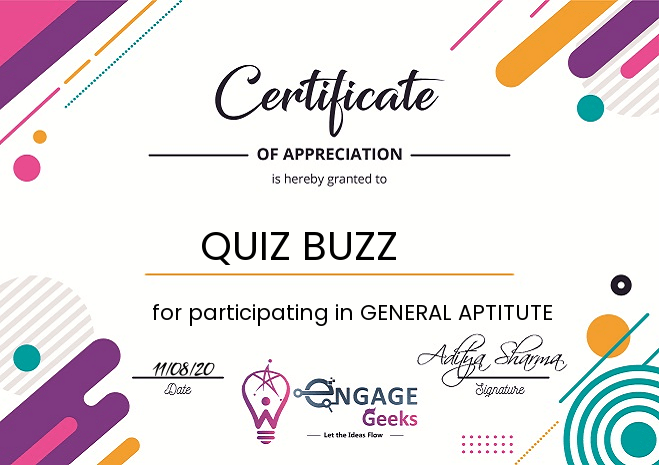 Certificate
OF APPRECIATION
is hereby granted to
QUIZ BUZZ
for participating in GENERAL APTITUTE
11/08/20
Date
ENGAGE
Geeks
Let the Ideas Flow
Aditya Sharma
Signature